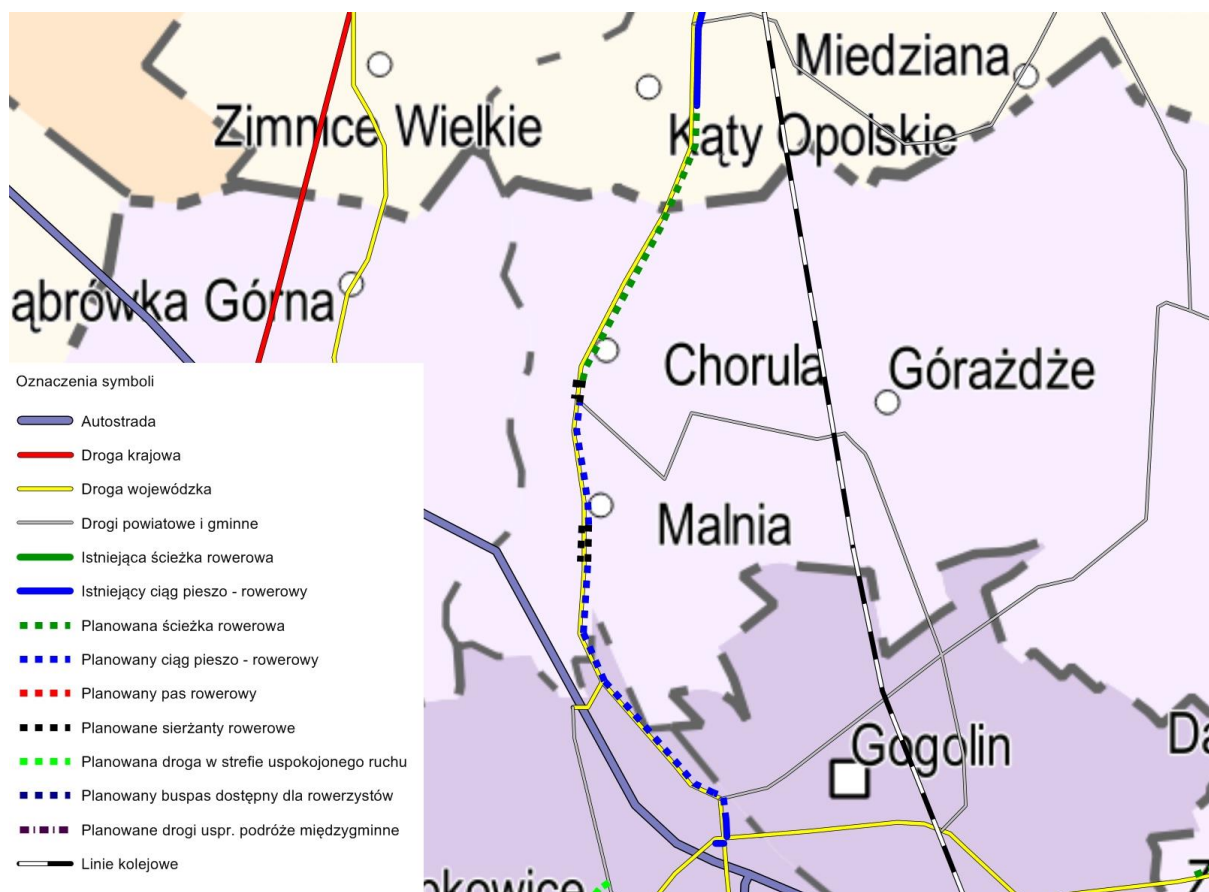 Miedziana
Zimnice Wielkie
Kąty Opolskie
ąbrówka Górna
Chorula
Górażdże
Malnia
Gogolin
Da
pkowice
Z
Oznaczenia symboli
Autostrada
Droga krajowa
Droga wojewódzka
Drogi powiatowe i gminne
Istniejąca ścieżka rowerowa
Istniejący ciąg pieszo - rowerowy
Planowana ścieżka rowerowa
Planowany ciąg pieszo - rowerowy
Planowany pas rowerowy
Planowane sierżanty rowerowe
Planowana droga w strefie uspokojonego ruchu
Planowany buspas dostępny dla rowerzystów
Planowane drogi uspr. podróże międzygminne
Linie kolejowe